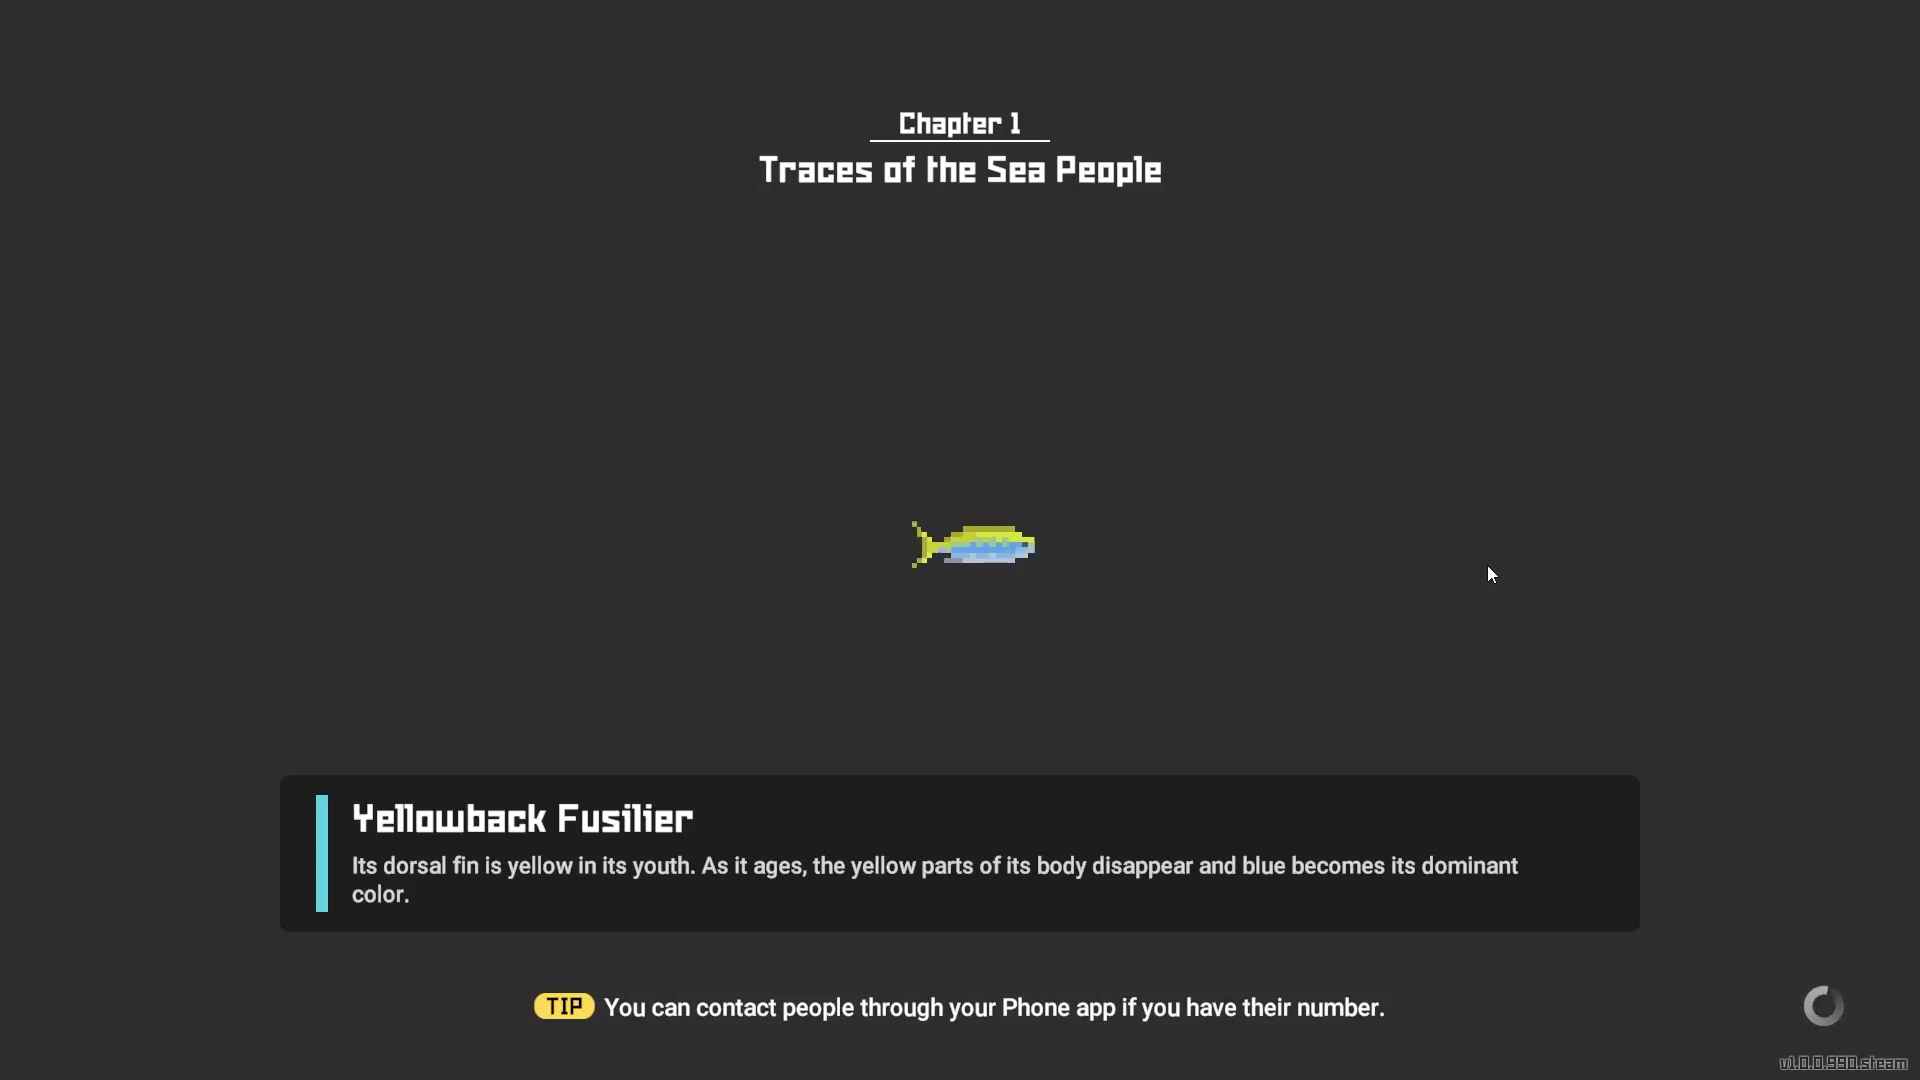 Chapter 1
Traces of the Sea People
Yellowback Fusilier
Its dorsal fin is yellow in its youth. As it ages, the yellow parts of its body disappear and blue becomes its dominant
color.
TIP You can contact people through your Phone app if you have their number.
v1.0.0.990.steam